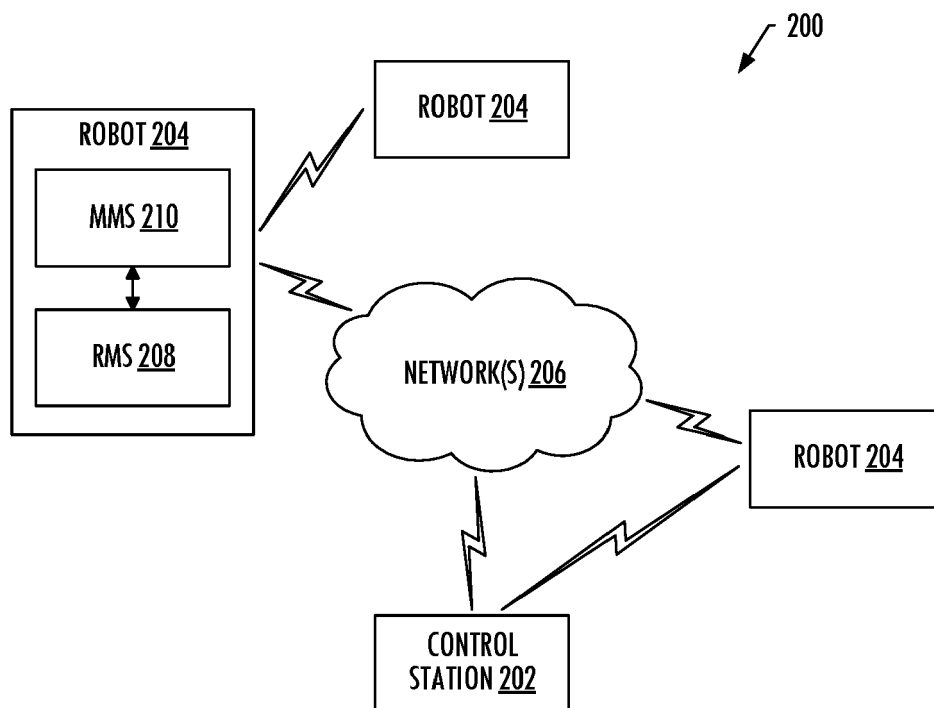 200
ROBOT 204
ROBOT 204
MMS 210
RMS 208
NETWORK(S) 206
ROBOT 204
CONTROL
STATION 202